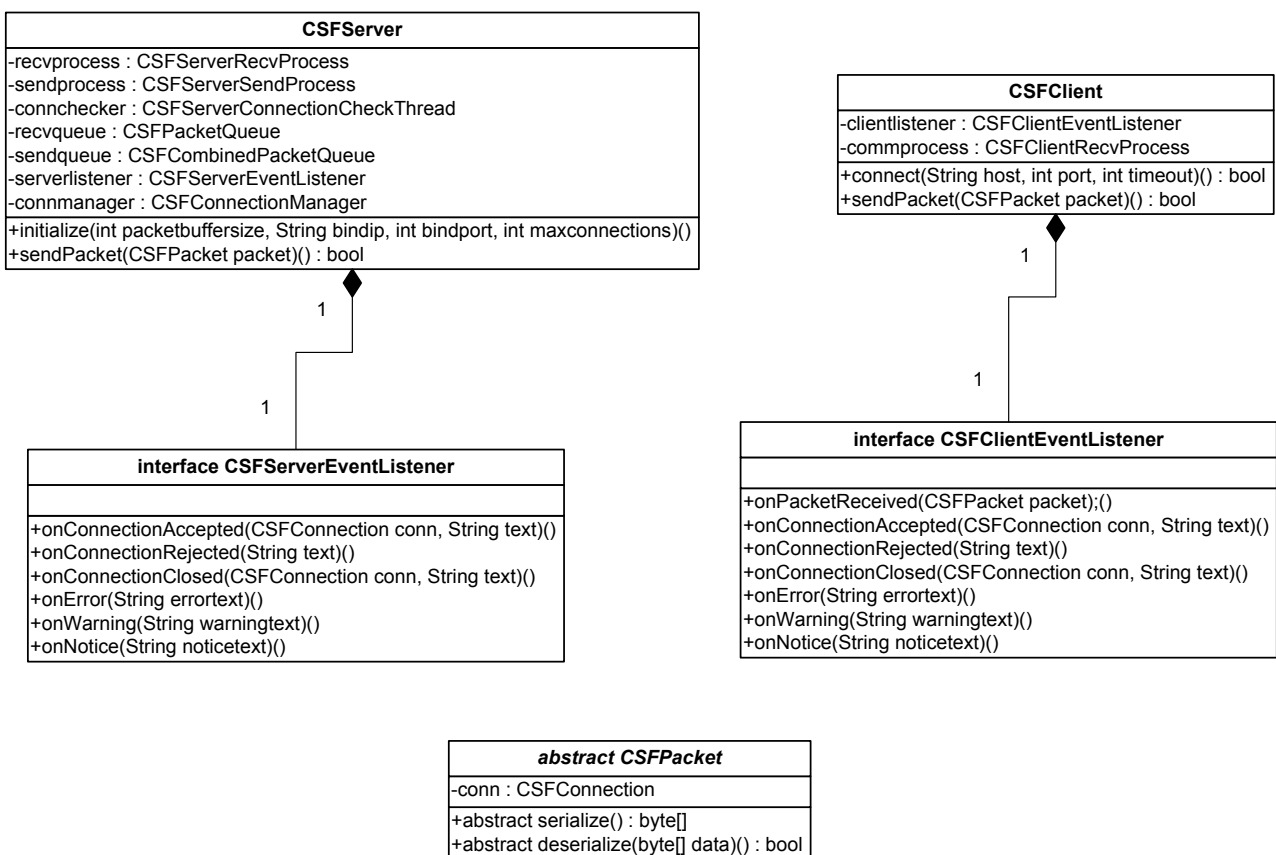 CSFServer
-recvprocess : CSFServerRecvProcess
-sendprocess : CSFServerSendProcess
-connchecker : CSFServerConnectionCheckThread
-recvqueue : CSFPacketQueue
-sendqueue : CSFCombinedPacketQueue
-serverlistener : CSFServerEventListener
-connmanager : CSFConnectionManager
+initialize(int packetbuffersize, String bindip, int bindport, int maxconnections)()
+sendPacket(CSFPacket packet)() : bool
CSFClient
-clientlistener : CSFClientEventListener
-commprocess : CSFClientRecvProcess
+connect(String host, int port, int timeout)() : bool
+sendPacket(CSFPacket packet)() : bool
1
1
1
1
interface CSFServerEventListener
+onConnectionAccepted(CSFConnection conn, String text)()
+onConnectionRejected(String text)()
+onConnectionClosed(CSFConnection conn, String text)()
+onError(String errortext)()
+onWarning(String warningtext)()
+onNotice(String noticetext)()
interface CSFClientEventListener
+onPacketReceived(CSFPacket packet);()
+onConnectionAccepted(CSFConnection conn, String text)()
+onConnectionRejected(String text)()
+onConnectionClosed(CSFConnection conn, String text)()
+onError(String errortext)()
+onWarning(String warningtext)()
+onNotice(String noticetext)()
abstract CSFPacket
-conn : CSFConnection
+abstract serialize() : byte[]
+abstract deserialize(byte[] data)() : bool